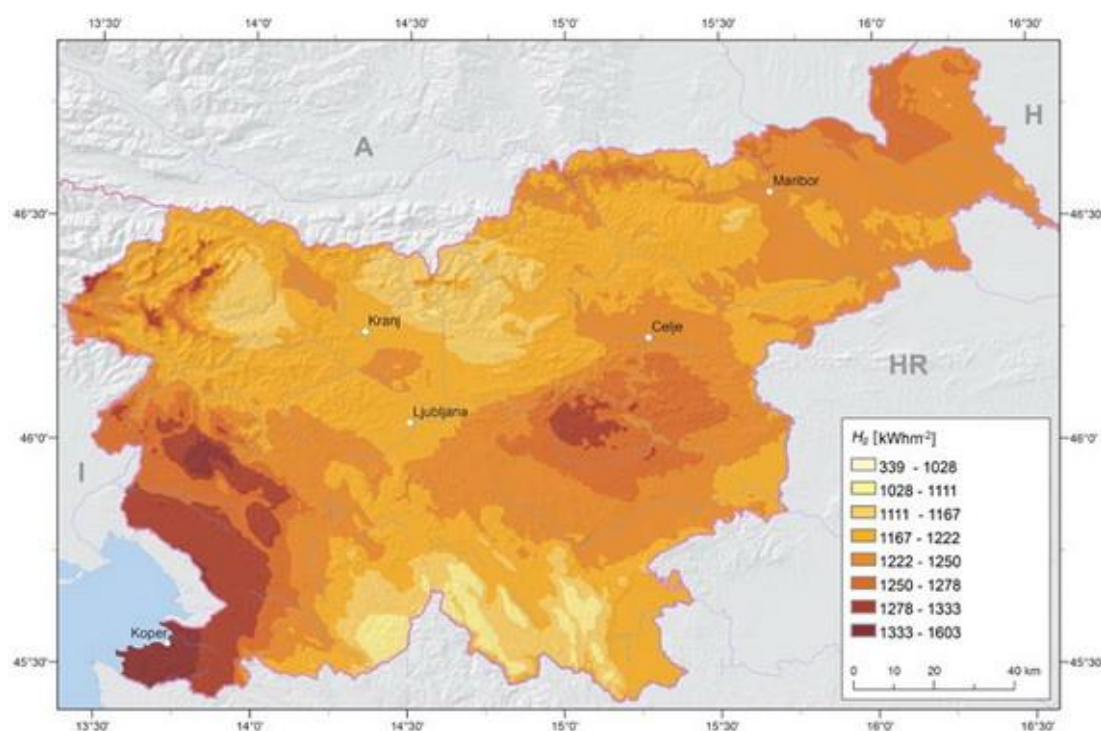 13°30' 14°0' 14°30' 15°0' 15°30' 16°0' 16°30'
A
H
Maribor
46°30' 46°30'
Kranj
Celje
HR
Ljubljana
46°0' 46°0'
I
Koper
45°30' 45°30'
Hg [kWhm-2]
339 - 1028
1028 - 1111
1111 - 1167
1167 - 1222
1222 - 1250
1250 - 1278
1278 - 1333
1333 - 1603
0 10 20 40 km
13°30' 14°0' 14°30' 15°0' 15°30' 16°0' 16°30'